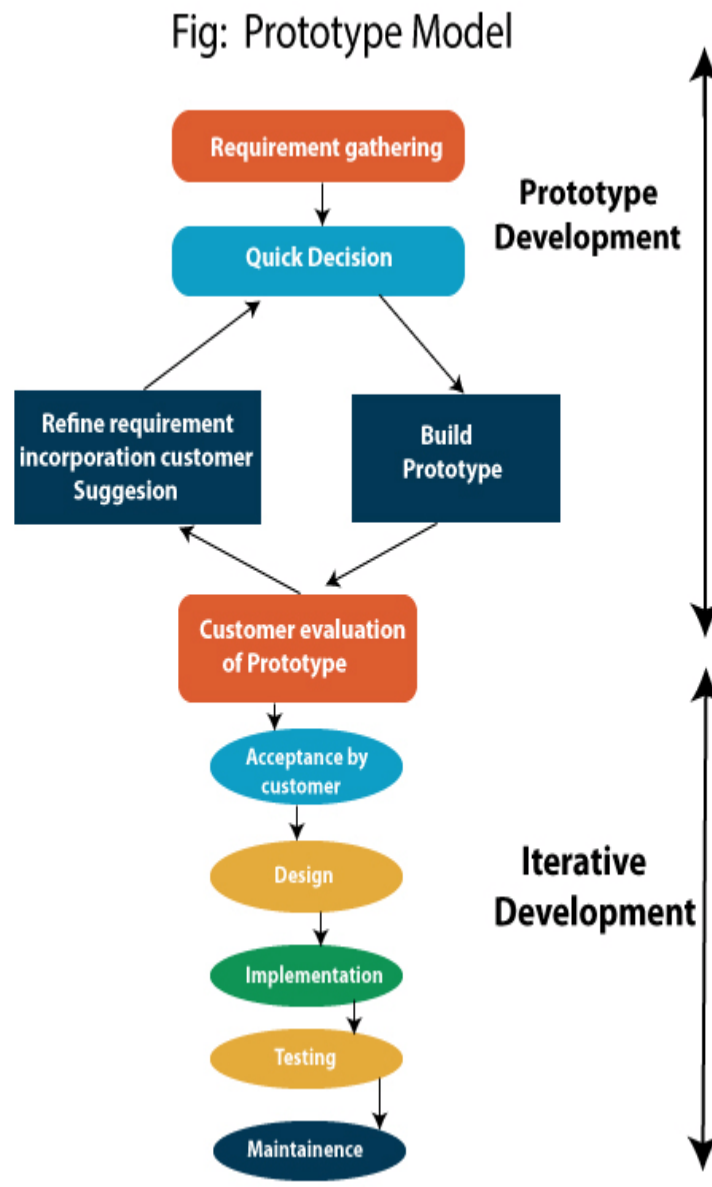 Fig: Prototype Model
Requirement gathering
Prototype
Development
Quick Decision
Refine requirement
incorporation customer
Suggesion
Build
Prototype
Customer evaluation
of Prototype
Acceptance by
customer
Design
Iterative
Development
Implementation
Testing
Maintainence